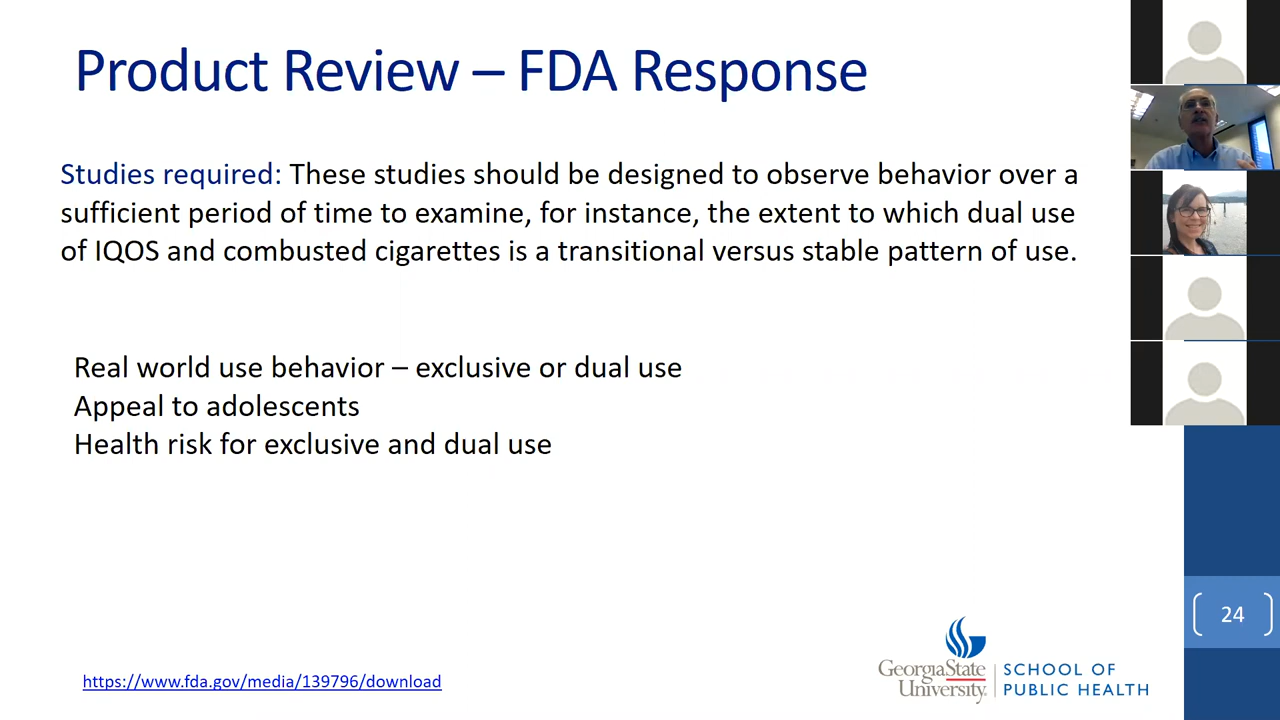 Product Review – FDA Response
Studies required: These studies should be designed to observe behavior over a
sufficient period of time to examine, for instance, the extent to which dual use
of IQOS and combusted cigarettes is a transitional versus stable pattern of use.
Real world use behavior – exclusive or dual use
Appeal to adolescents
Health risk for exclusive and dual use
24
https://www.fda.gov/media/139796/download
GeorgiaState
University.
SCHOOL OF
PUBLIC HEALTH